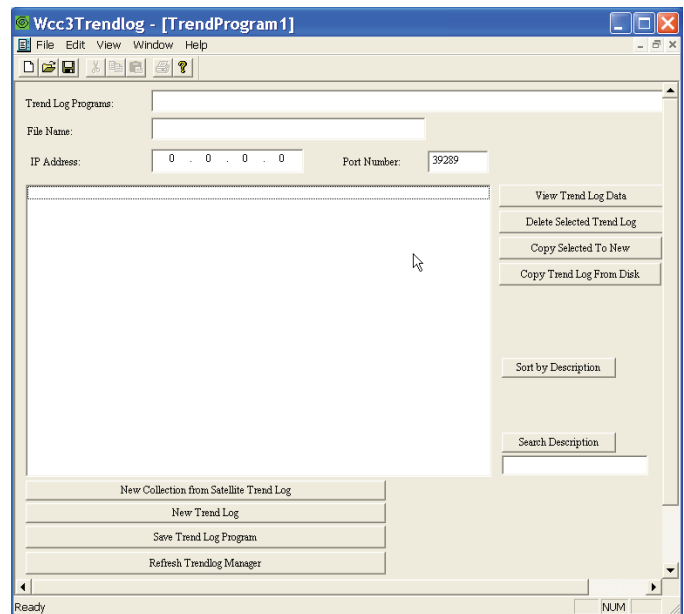 Wcc3Trendlog - [TrendProgram1]
File Edit View Window Help
Trend Log Programs:
File Name:
IP Address: 0 . 0 . 0 . 0 Port Number: 39289
View Trend Log Data
Delete Selected Trend Log
Copy Selected To New
Copy Trend Log From Disk
Sort by Description
Search Description
New Collection from Satellite Trend Log
New Trend Log
Save Trend Log Program
Refresh Trendlog Manager
Ready NUM